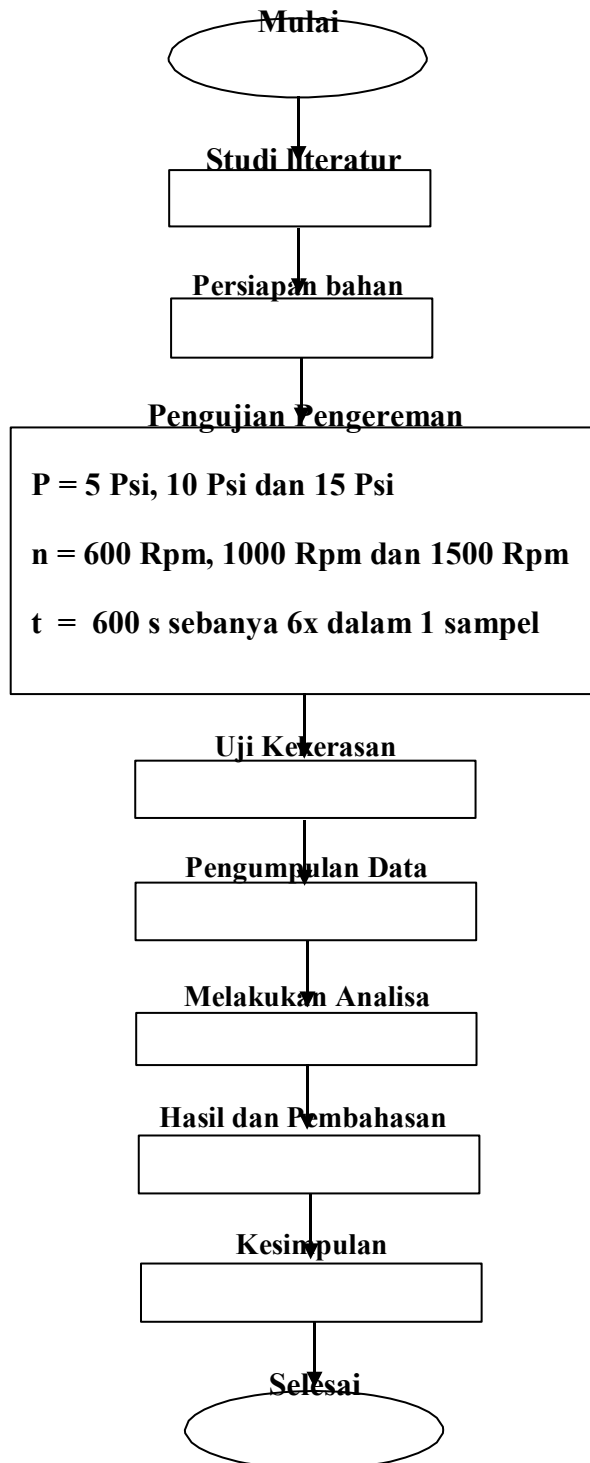 Mulai
Studi literatur
Persiapan bahan
Pengujian Pengereman
P = 5 Psi, 10 Psi dan 15 Psi
n = 600 Rpm, 1000 Rpm dan 1500 Rpm
t = 600 s sebanya 6x dalam 1 sampel
Uji Kekerasan
Pengumpulan Data
Melakukan Analisa
Hasil dan Pembahasan
Kesimpulan
Selesai